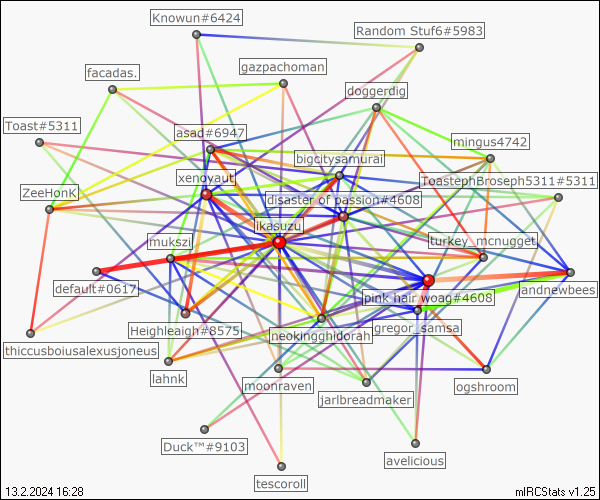 Knowun#6424
Random Stuf6#5983
facadas.
gazpachoman
doggerdig
Toast#5311
asad#6947
mingus4742
bigcitysamurai
xenoyaut
ToastephBroseph5311#5311
ZeeHonK
disaster of passion#4608
likasuzu
mukszi
turkey_mcnugget
default#0617
pink hair woag#4608
andnewbees
Heighleaigh#8575
neokingghidorah
gregor_samsa
thiccusboiusalexusjoneus
lahnk
moonraven
ogshroom
jarlbreadmaker
Duck™#9103
avelicious
tescoroll
13.2.2024 16:28
mIRCStats v1.25